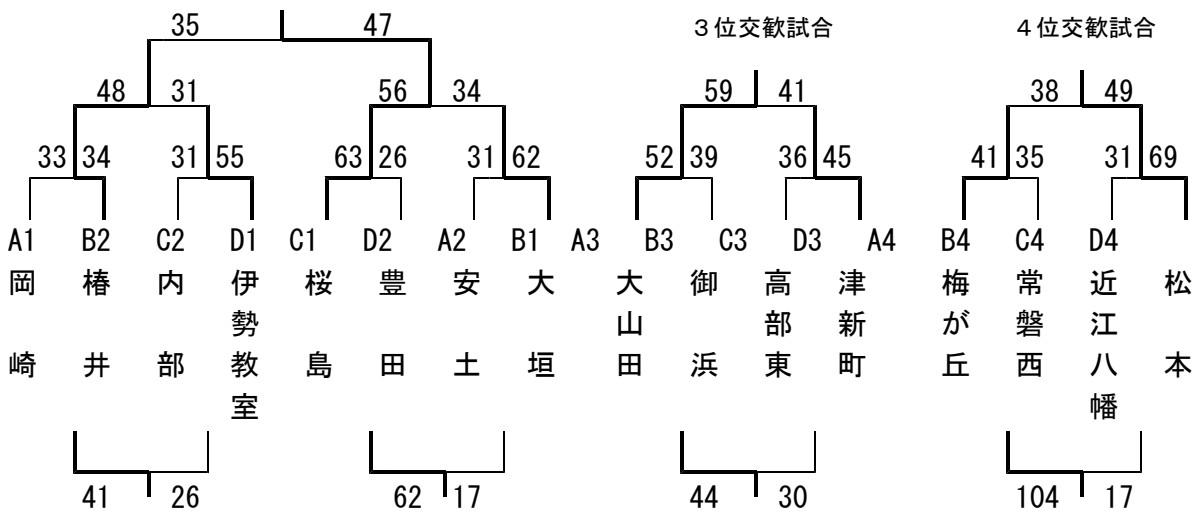 35 47 3位交歓試合 4位交歓試合
48 31 56 34 59 41 38 49
33 34 31 55 63 26 31 62 52 39 36 45 41 35 31 69
A1 B2 C2 D1 C1 D2 A2 B1 A3 B3 C3 D3 A4 B4 C4 D4
岡崎
椿井
内部
伊勢教室
桜島
豊田
安土
大垣
大山田
御浜
高部東
津新町
梅が丘
常磐西
近江八幡
松本
41 26 62 17 44 30 104 17